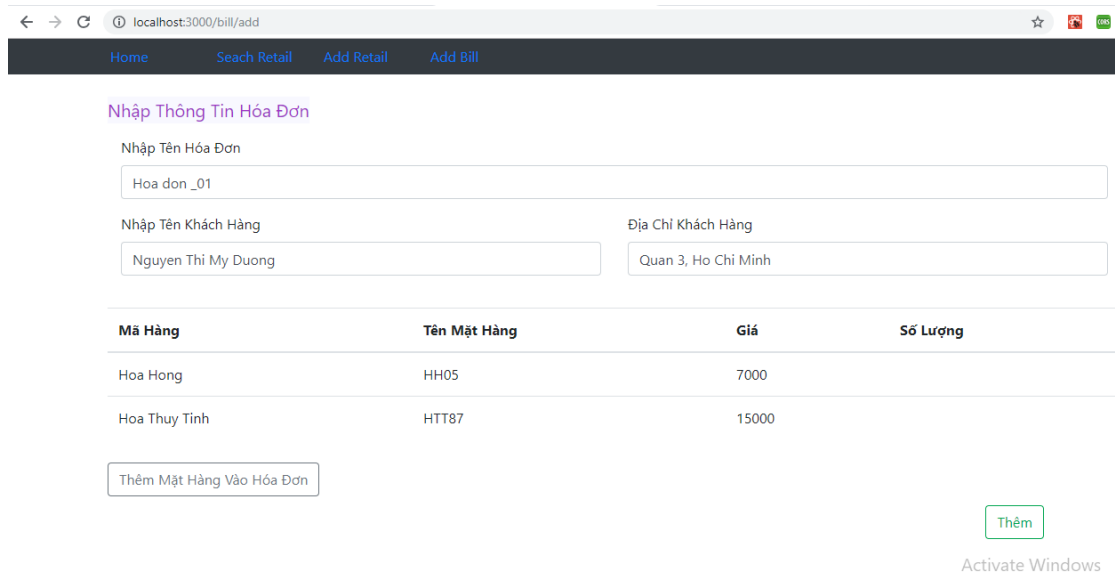 localhost:3000/bill/add
CORS
Home Seach Retail Add Retail Add Bill
Nhập Thông Tin Hóa Đơn
Nhập Tên Hóa Đơn
Hoa don _01
Nhập Tên Khách Hàng Địa Chỉ Khách Hàng
Nguyen Thi My Duong Quan 3, Ho Chi Minh
Mã Hàng Tên Mặt Hàng Giá Số Lượng
Hoa Hong HH05 7000
Hoa Thuy Tinh HTT87 15000
Thêm Mặt Hàng Vào Hóa Đơn
Thêm
Activate Windows